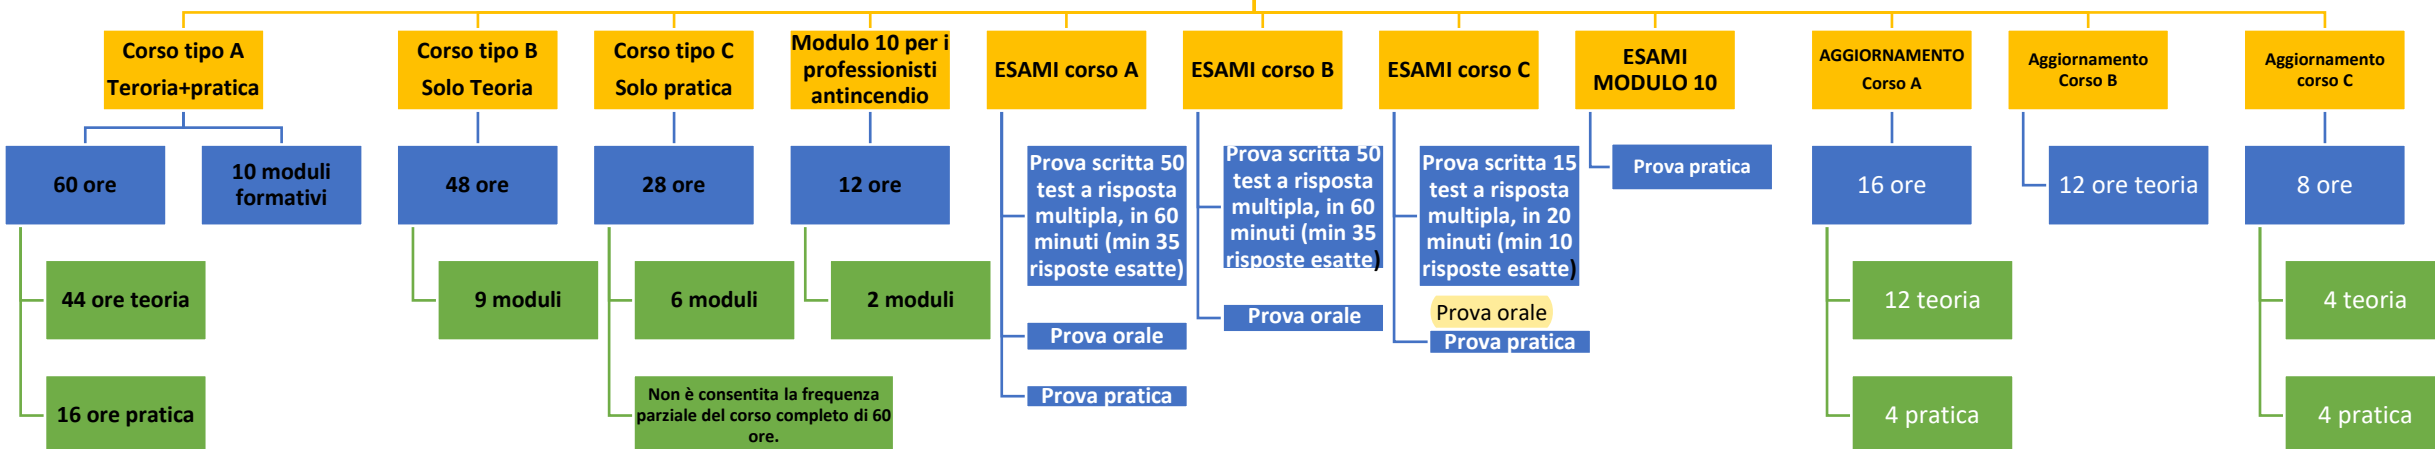 Corso tipo A
Teroria+pratica
60 ore
44 ore teoria
16 ore pratica
10 moduli
formativi
Corso tipo B
Solo Teoria
48 ore
9 moduli
Corso tipo C
Solo pratica
28 ore
6 moduli
Non è consentita la frequenza
parziale del corso completo di 60
ore.
Modulo 10 per i
professionisti
antincendio
12 ore
2 moduli
ESAMI corso A
Prova scritta 50
test a risposta
multipla, in 60
minuti (min 35
risposte esatte)
Prova orale
Prova pratica
ESAMI corso B
Prova scritta 50
test a risposta
multipla, in 60
minuti (min 35
risposte esatte)
Prova orale
ESAMI corso C
Prova scritta 15
test a risposta
multipla, in 20
minuti (min 10
risposte esatte)
Prova orale
Prova pratica
ESAMI
MODULO 10
Prova pratica
AGGIORNAMENTO
Corso A
16 ore
12 teoria
4 pratica
Aggiornamento
Corso B
12 ore teoria
Aggiornamento
corso C
8 ore
4 teoria
4 pratica